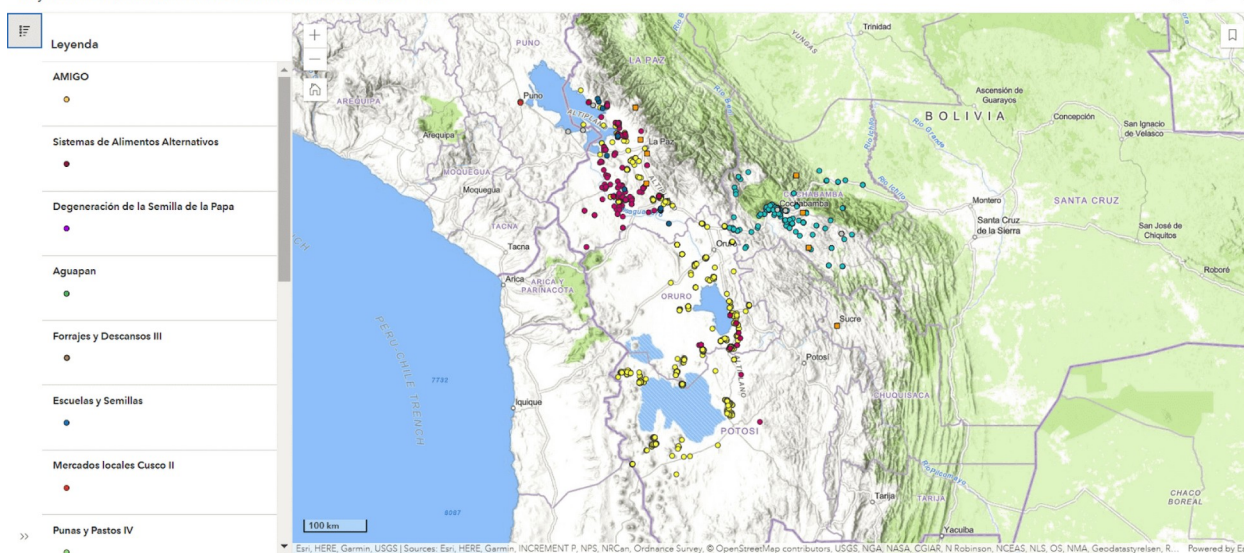 Leyenda
AMIGO
Sistemas de Alimentos Alternativos
Degeneración de la Semilla de la Papa
Aguapan
Forrajes y Descansos III
Escuelas y Semillas
Mercados locales Cusco II
Punas y Pastos IV
Trinidad
PUNO
YUNGAS
LA PAZ
Ascensión de
Guarayos
Puno
AREQUIPA
BOLIVIA
Concepción
San Ignacio
de Velasco
Río Grande
La Paz
Arequipa
MOQUEGUA
Moquegua
COCHABAMBA
Cochabamba
Montero
SANTA CRUZ
Santa Cruz
de la Sierra
San José de
Chiquitos
TACNA
Tacna
Roboré
Arica
ARICA Y
PARINACOTA
ORURO
Sucre
PERU-CHILE TRENCH
Potosí
7782
ALTIPLANO
Iquique
CHUQUISACA
POTOSI
Tarija
TARIJA
CHACO
BOREAL
8097
100 km
Yacuiba
Esri, HERE, Garmin, USGS | Sources: Esri, HERE, Garmin, INCREMENT P, NPS, NRCan, Ordnance Survey, © OpenStreetMap contributors, USGS, NGA, NASA, CGIAR, N Robinson, NCEAS, NLS, OS, NMA, Geodatastyrelsen, R... Powered by